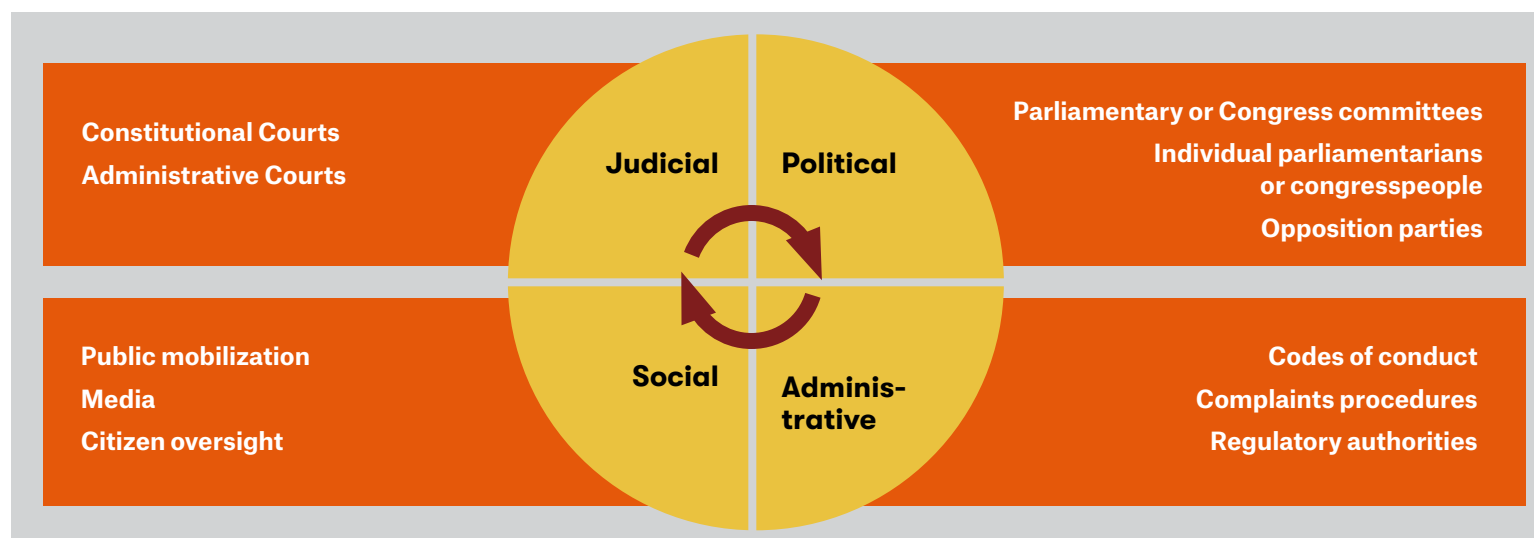 Constitutional Courts
Administrative Courts
Judicial
Political
Parliamentary or Congress committees
Individual parliamentarians
or congresspeople
Opposition parties
Public mobilization
Media
Citizen oversight
Social
Adminis-
trative
Codes of conduct
Complaints procedures
Regulatory authorities